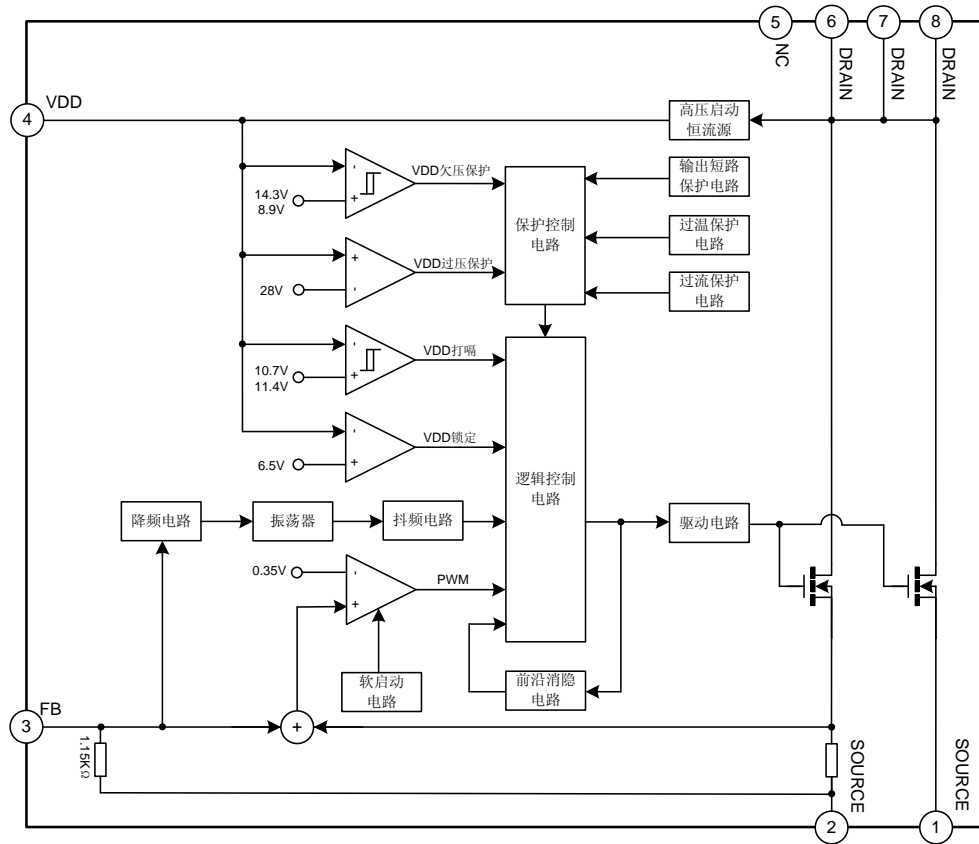 5
6
7
8
NC
DRAIN
DRAIN
DRAIN
4
VDD
高压启动
恒流源
14.3V
8.9V
-
+
VDD欠压保护
保护控制
电路
输出短路
保护电路
过温保护
电路
过流保护
电路
28V
+
-
VDD过压保护
10.7V
11.4V
-
+
VDD打嗝
6.5V
-
+
VDD锁定
逻辑控制
电路
降频电路
振荡器
抖频电路
驱动电路
0.35V
-
+
PWM
软启动
电路
前沿消隐
电路
3
FB
+
1.15KΩ
SOURCE
SOURCE
2
1